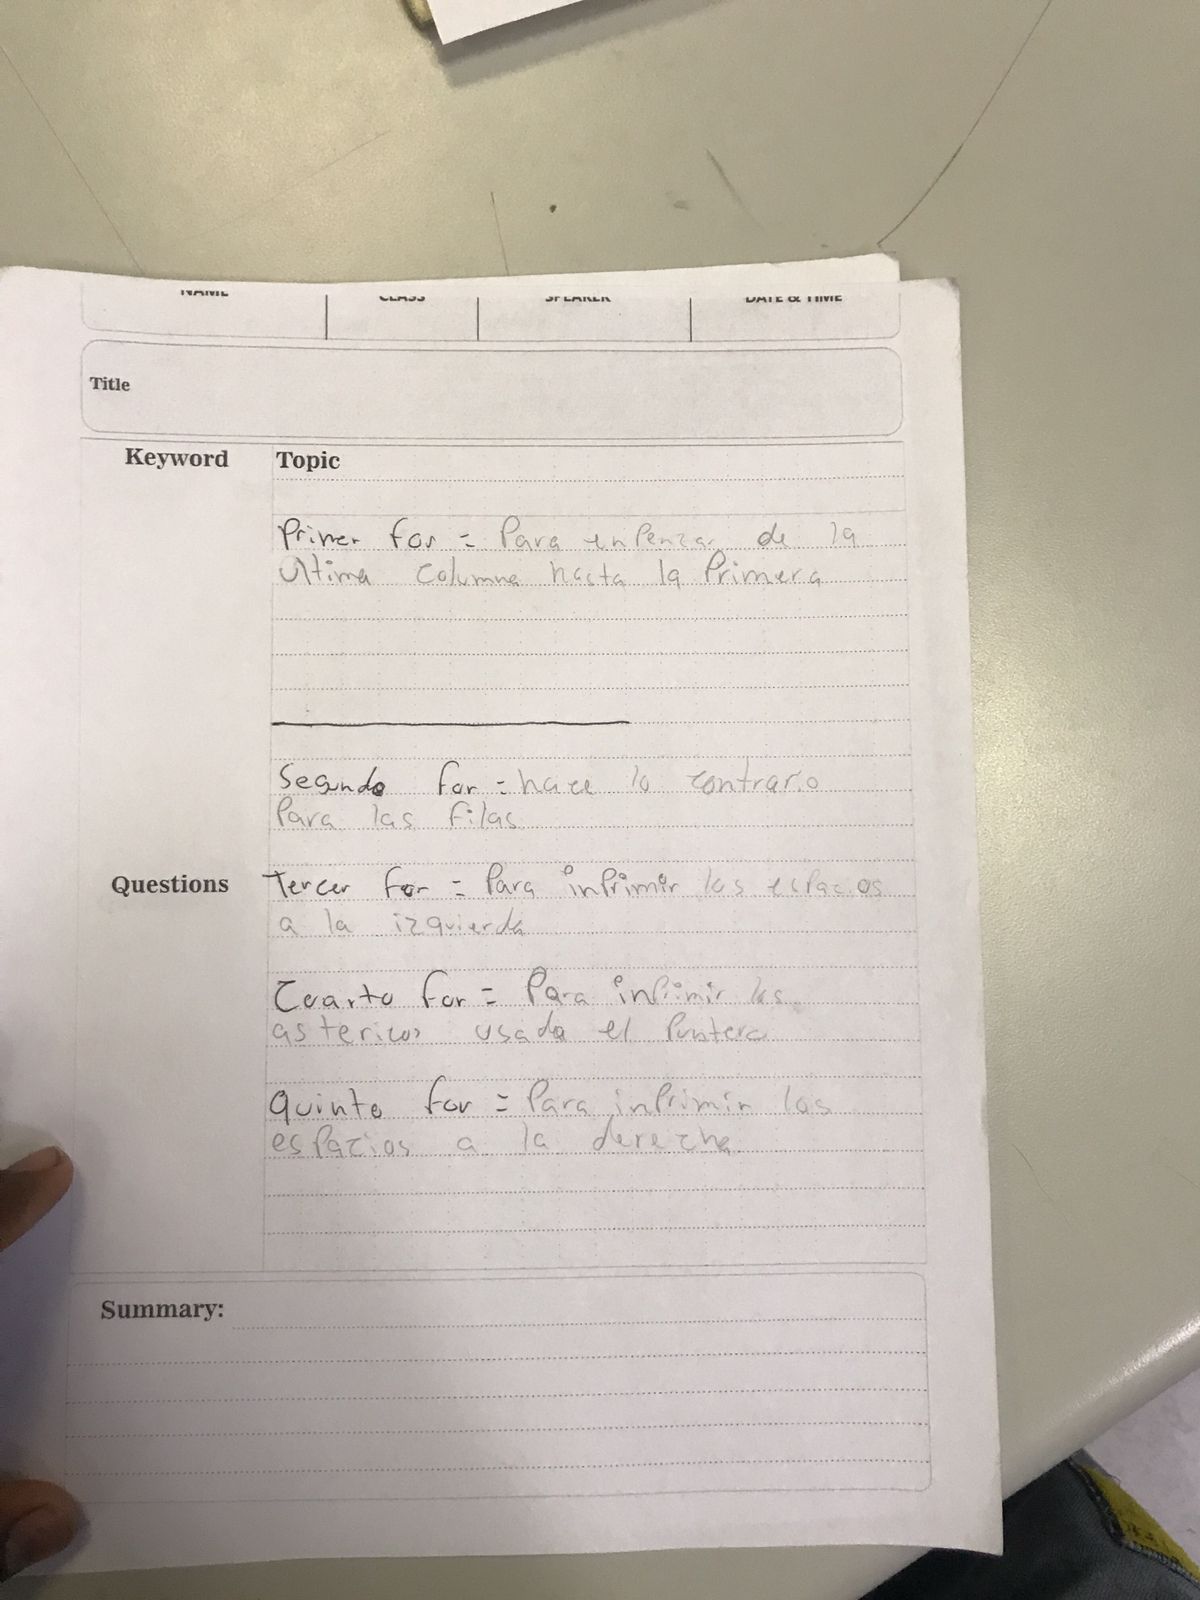 NAME CLASS SPEAKER DATE & TIME
Title
Keyword Topic
Primer for = Para enpenzar de la
ultima columna hasta la Primera
Segundo for = hace lo contrario
Para las filas
Questions
Tercer for = Para inprimir los espacios
a la izquierda
Cuarto for = Para inprimir los
astericos usado el Puntero
quinto for = Para inprimir los
espacios a la derecha
Summary: